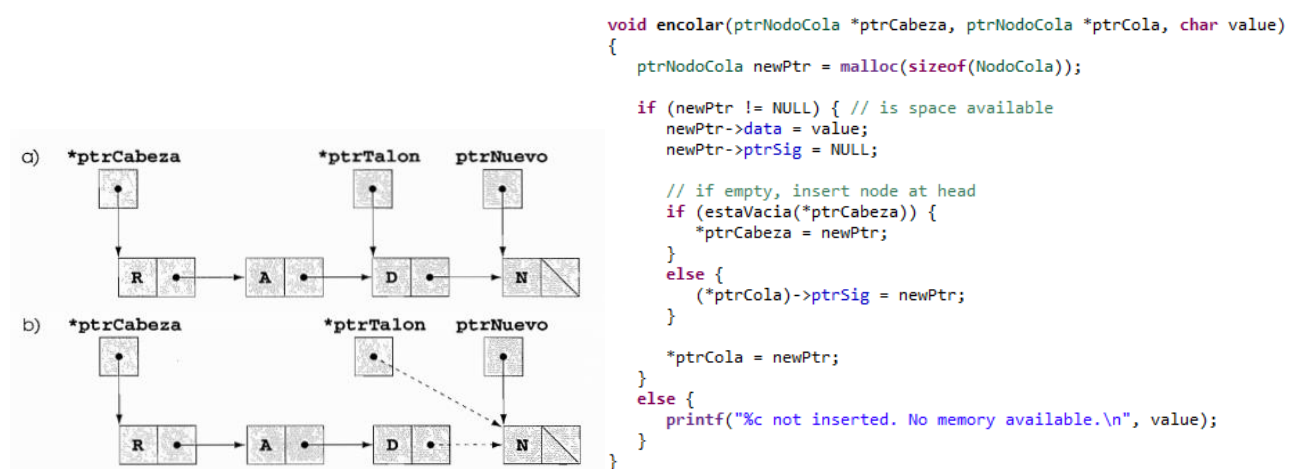 a) *ptrCabeza *ptrTalon ptrNuevo
R A D N
b) *ptrCabeza *ptrTalon ptrNuevo
R A D N
void encolar(ptrNodoCola *ptrCabeza, ptrNodoCola *ptrCola, char value)
{
ptrNodoCola newPtr = malloc(sizeof(NodoCola));
if (newPtr != NULL) { // is space available
newPtr->data = value;
newPtr->ptrSig = NULL;
// if empty, insert node at head
if (estaVacia(*ptrCabeza)) {
*ptrCabeza = newPtr;
}
else {
(*ptrCola)->ptrSig = newPtr;
}
*ptrCola = newPtr;
}
else {
printf("%c not inserted. No memory available.\n", value);
}
}